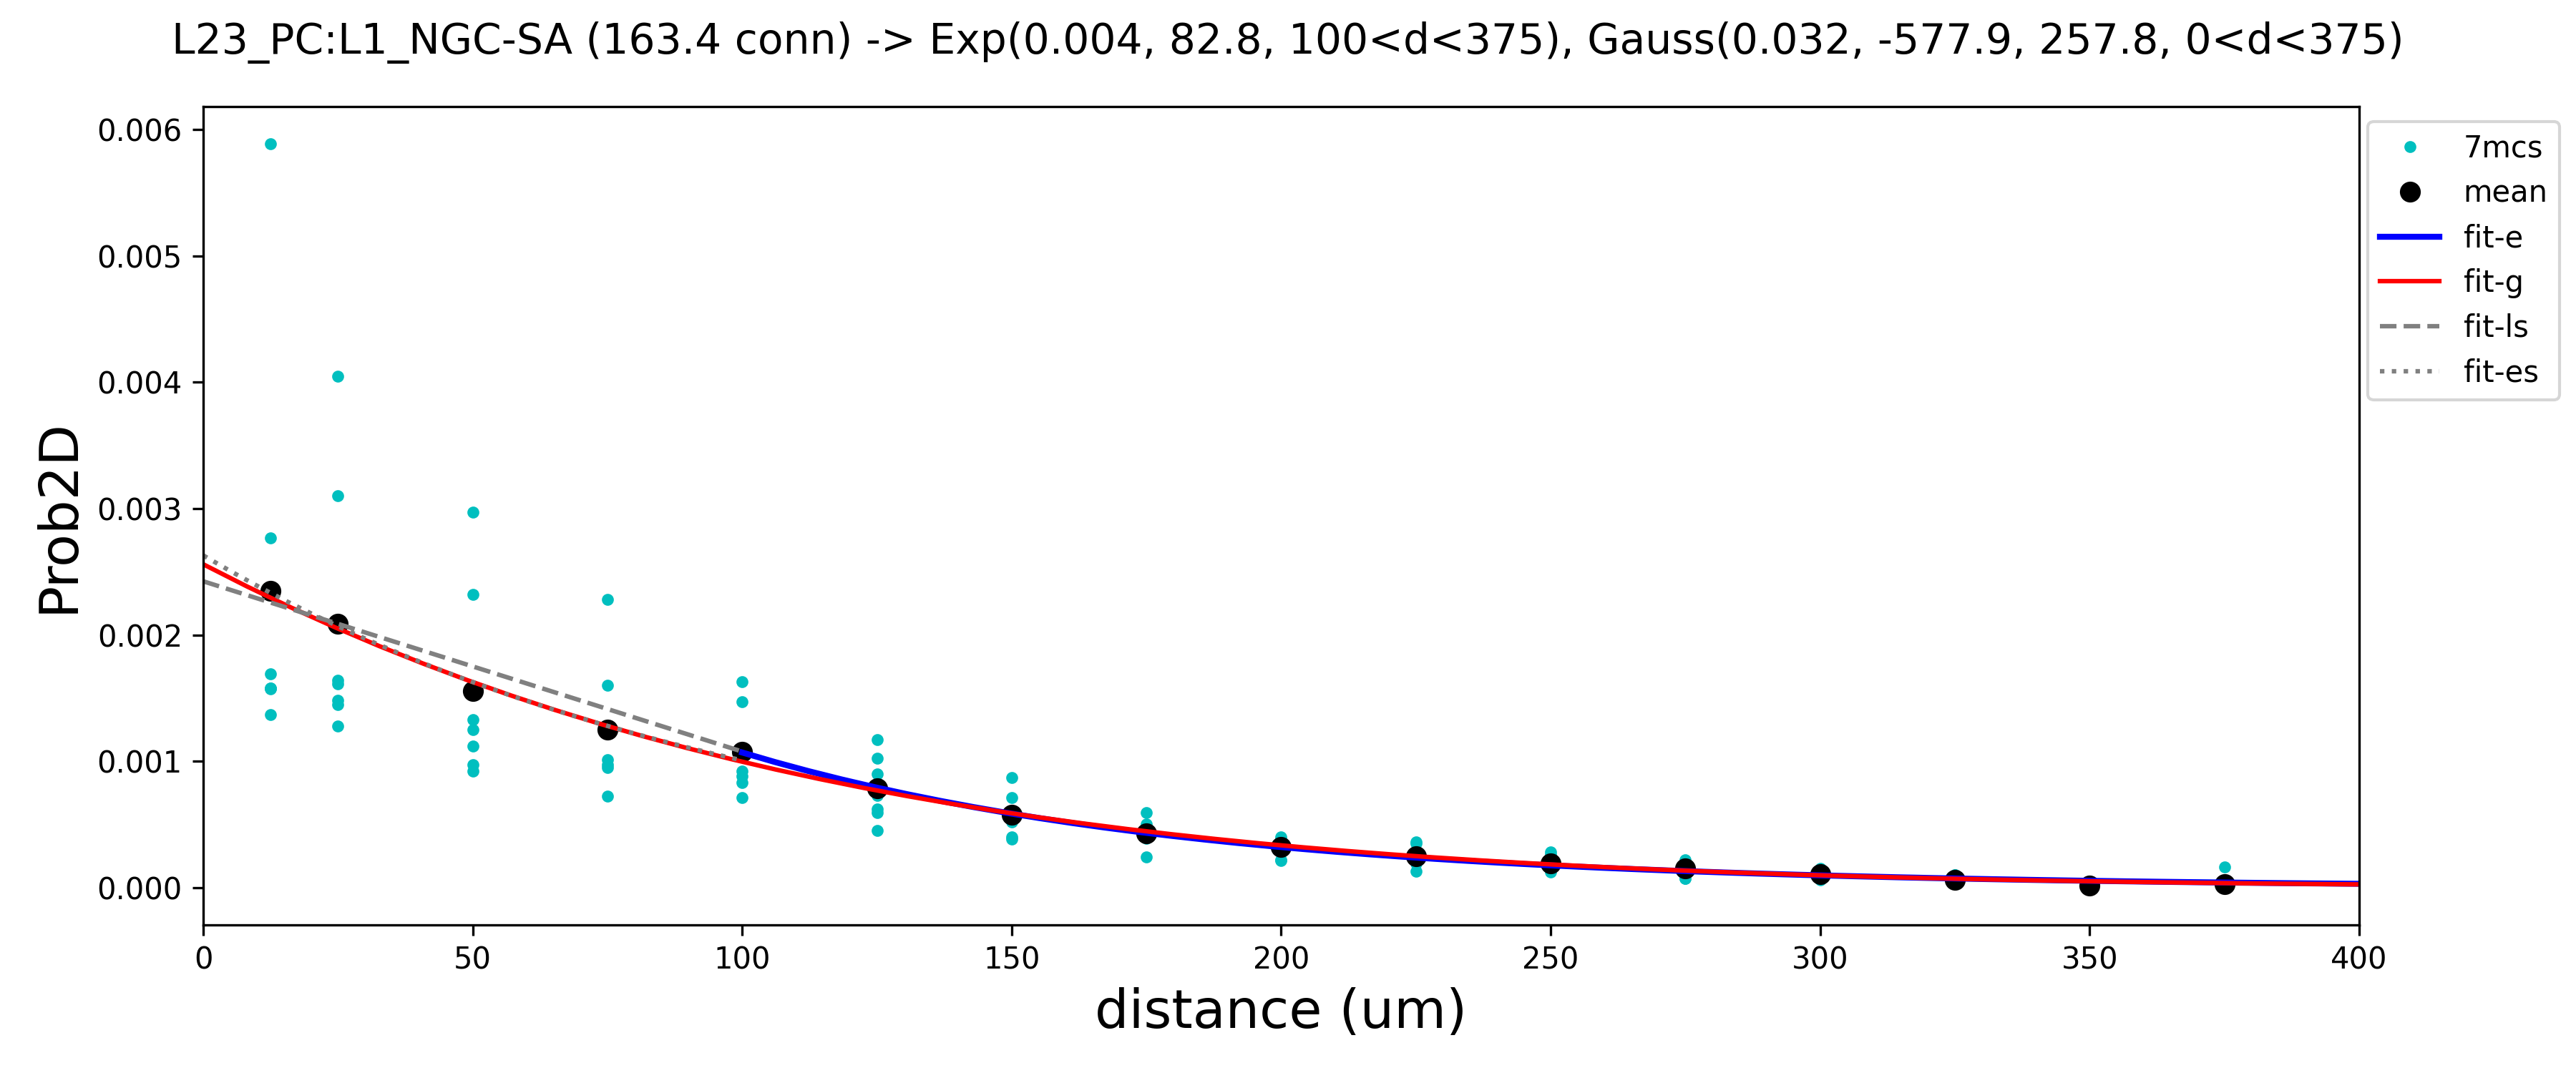 L23_PC:L1_NGC-SA (163.4 conn) -> Exp(0.004, 82.8, 100<d<375), Gauss(0.032, -577.9, 257.8, 0<d<375)
0.006
0.005
0.004
0.003
0.002
0.001
0.000
Prob2D
0 50 100 150 200 250 300 350 400
distance (um)
7mcs
mean
fit-e
fit-g
fit-ls
fit-es